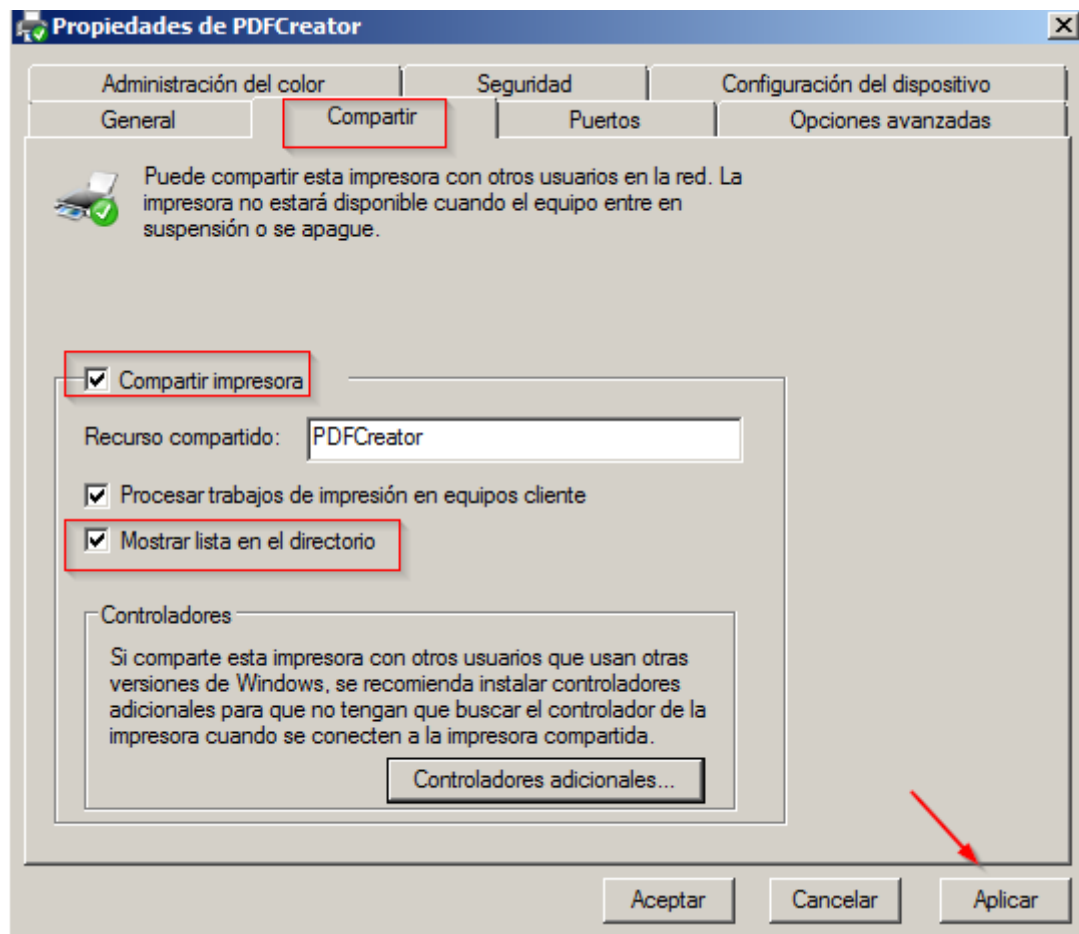 Propiedades de PDFCreator
Administración del color
Seguridad
Configuración del dispositivo
General
Compartir
Puertos
Opciones avanzadas
Puede compartir esta impresora con otros usuarios en la red. La
impresora no estará disponible cuando el equipo entre en
suspensión o se apague.
Compartir impresora
Recurso compartido: PDFCreator
Procesar trabajos de impresión en equipos cliente
Mostrar lista en el directorio
Controladores
Si comparte esta impresora con otros usuarios que usan otras
versiones de Windows, se recomienda instalar controladores
adicionales para que no tengan que buscar el controlador de la
impresora cuando se conecten a la impresora compartida.
Controladores adicionales...
Aceptar
Cancelar
Aplicar